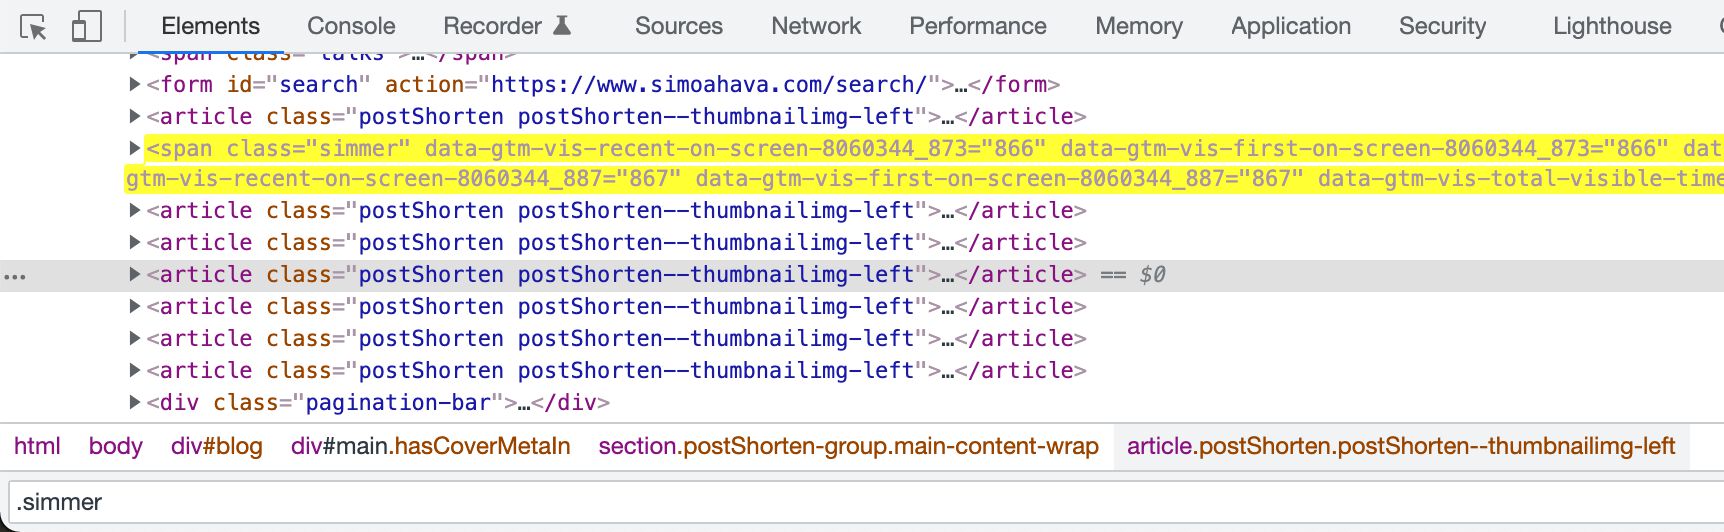 Elements Console Recorder Sources Network Performance Memory Application Security Lighthouse
<span class="talks">…</span>
<form id="search" action="https://www.simoahava.com/search/">…</form>
<article class="postShorten postShorten--thumbnailimg-left">…</article>
<span class="simmer" data-gtm-vis-recent-on-screen-8060344_873="866" data-gtm-vis-first-on-screen-8060344_873="866" dat
gtm-vis-recent-on-screen-8060344_887="867" data-gtm-vis-first-on-screen-8060344_887="867" data-gtm-vis-total-visible-time
<article class="postShorten postShorten--thumbnailimg-left">…</article>
<article class="postShorten postShorten--thumbnailimg-left">…</article>
… <article class="postShorten postShorten--thumbnailimg-left">…</article> == $0
<article class="postShorten postShorten--thumbnailimg-left">…</article>
<article class="postShorten postShorten--thumbnailimg-left">…</article>
<article class="postShorten postShorten--thumbnailimg-left">…</article>
<div class="pagination-bar">…</div>
html body div#blog div#main.hasCoverMetaIn section.postShorten-group.main-content-wrap article.postShorten.postShorten--thumbnailimg-left
.simmer